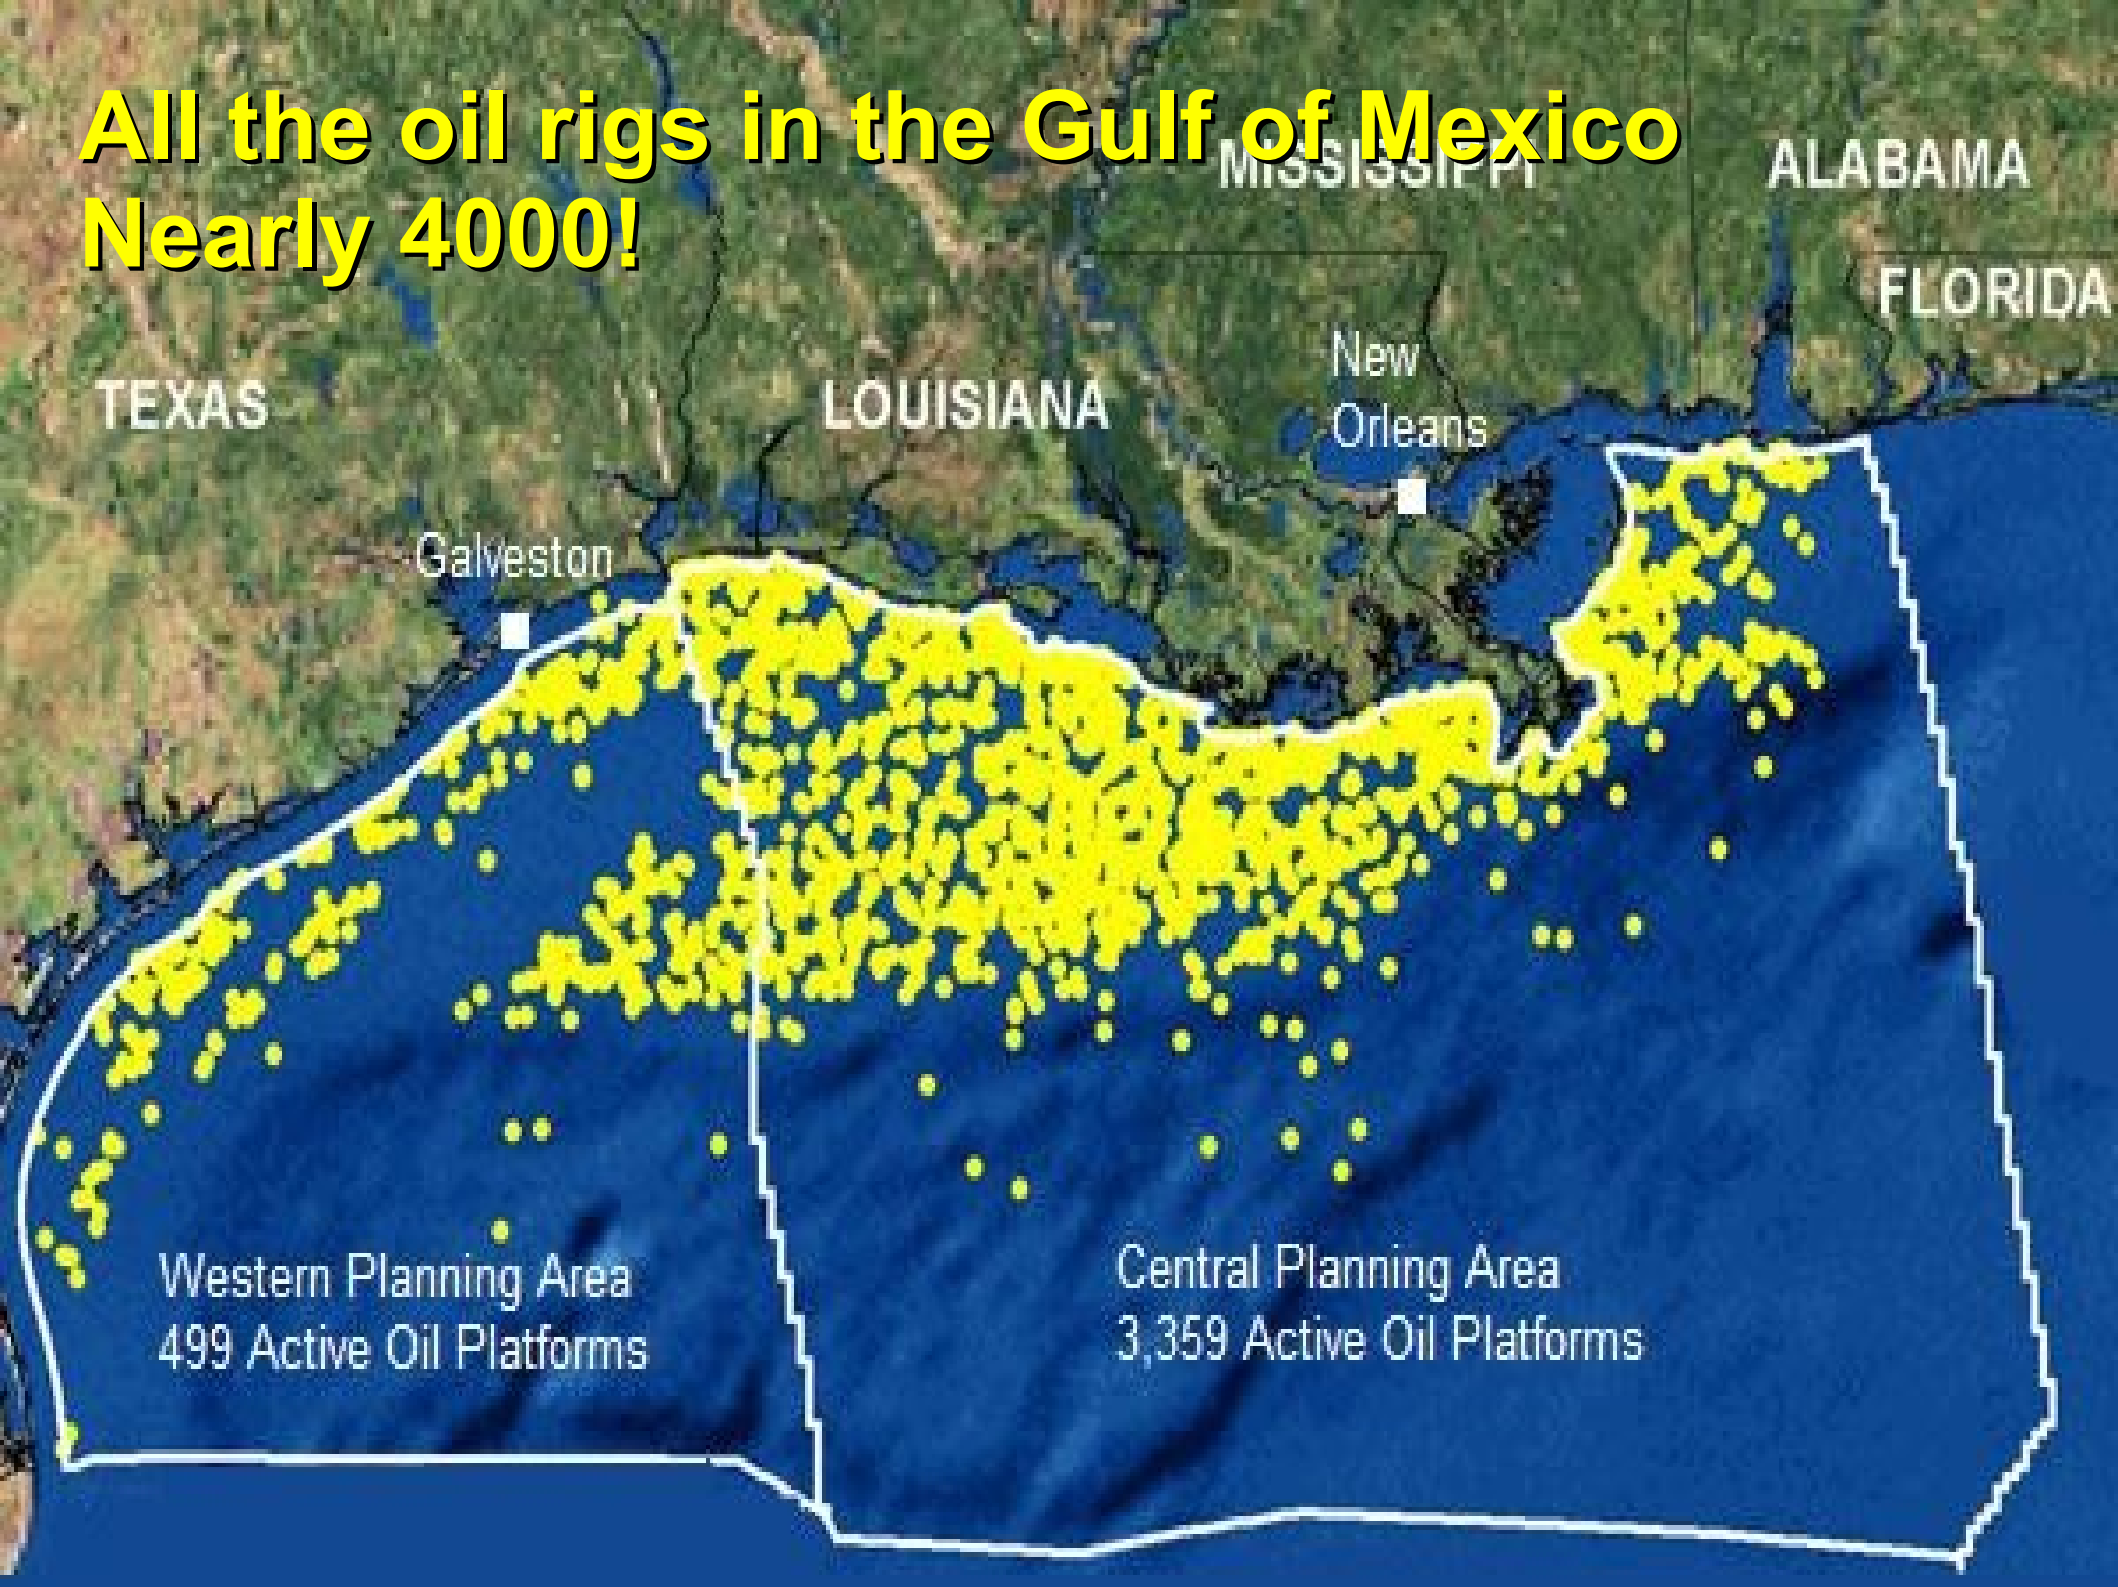 All the oil rigs in the Gulf of Mexico
Nearly 4000!
MISSISSIPPI
ALABAMA
FLORIDA
New
Orleans
TEXAS
LOUISIANA
Galveston
Western Planning Area
499 Active Oil Platforms
Central Planning Area
3,359 Active Oil Platforms